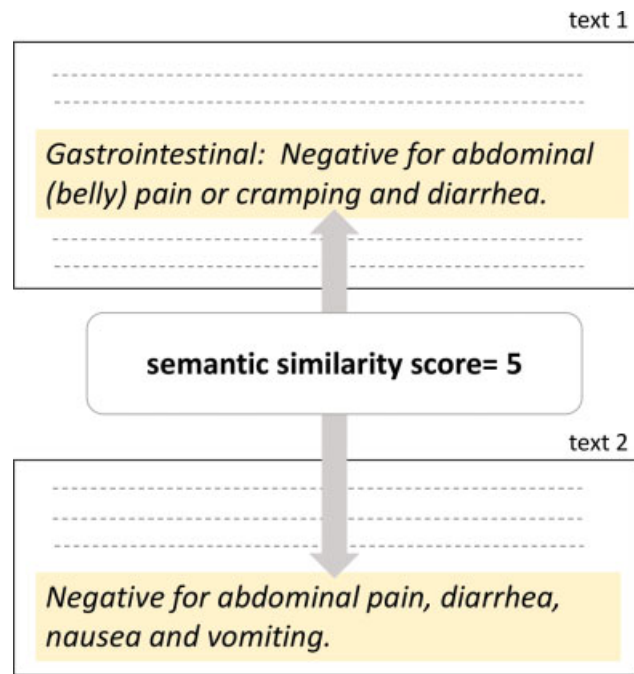 text 1
Gastrointestinal:  Negative for abdominal
(belly) pain or cramping and diarrhea.
semantic similarity score= 5
text 2
Negative for abdominal pain, diarrhea,
nausea and vomiting.